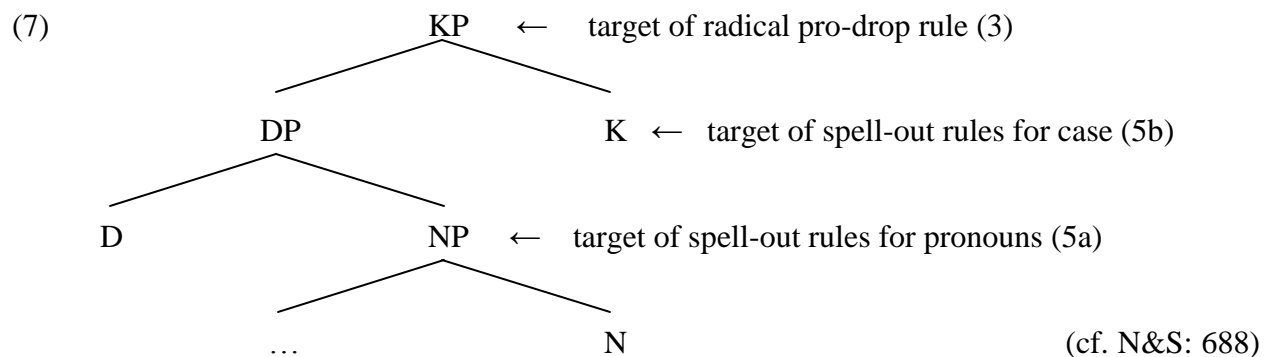 (7) KP ← target of radical pro-drop rule (3)
DP K ← target of spell-out rules for case (5b)
D NP ← target of spell-out rules for pronouns (5a)
… N (cf. N&S: 688)